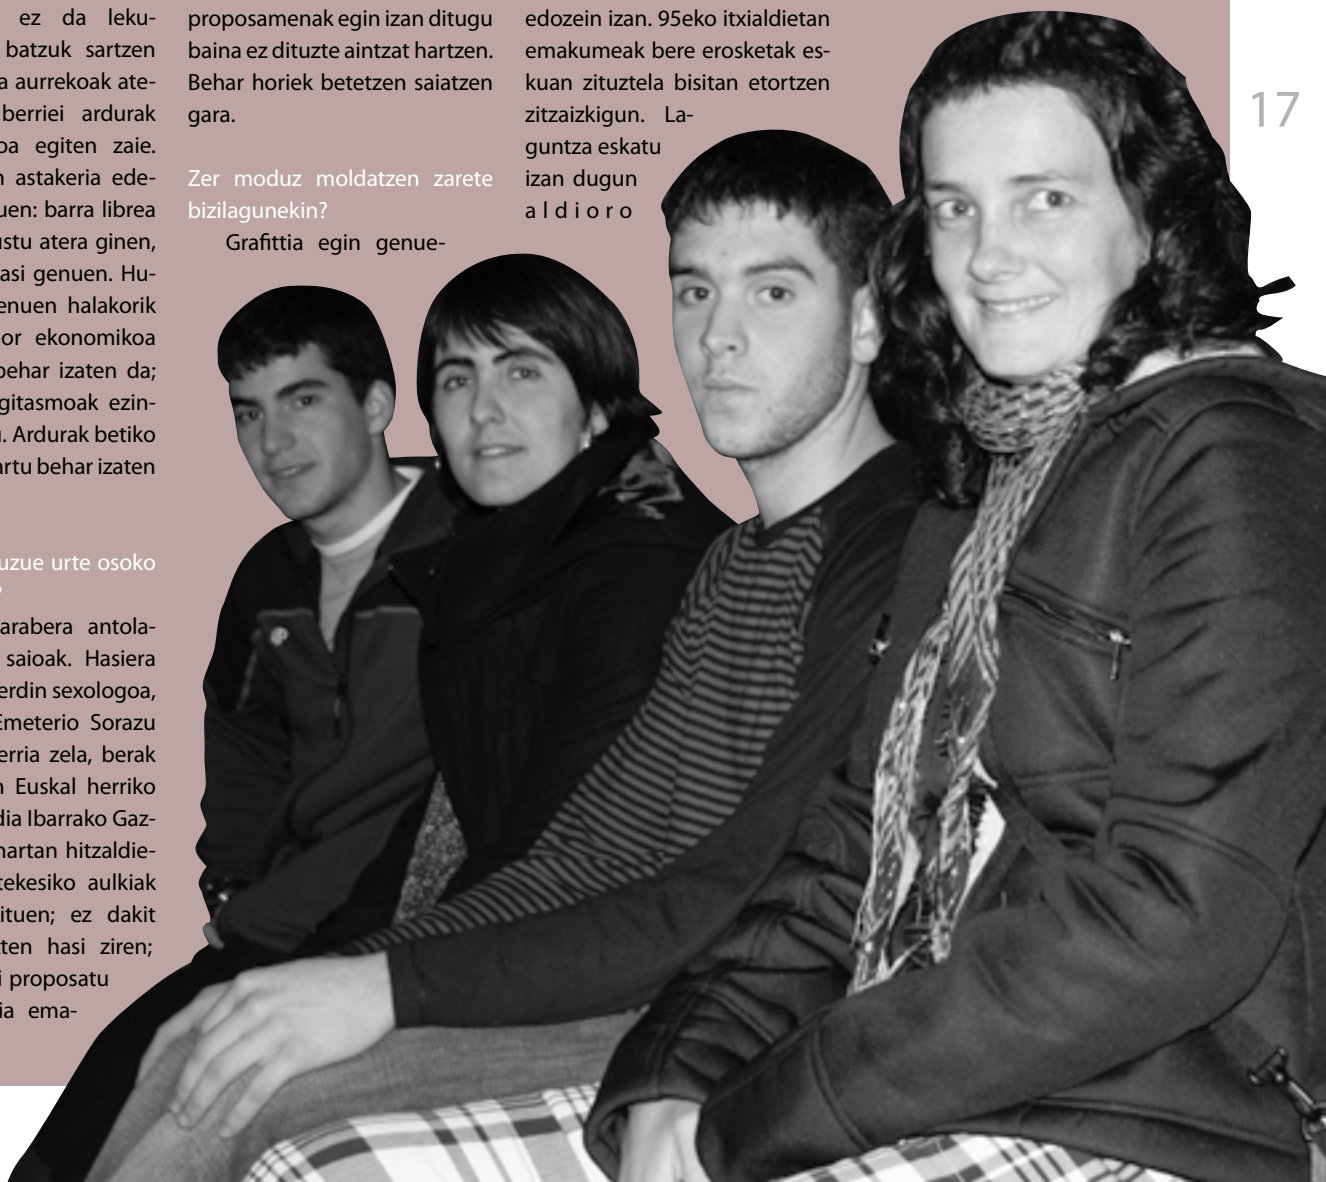 ez da leku-
batzuk sartzen
a aurrekoak ate-
berriei ardurak
oa egiten zaie.
n astakeria ede-
uen: barra librea
ustu atera ginen,
asi genuen. Hu-
enuen halakorik
or ekonomikoa
behar izaten da;
gitasmoak ezin-
. Ardurak betiko
artu behar izaten
uzue urte osoko
?
arabera antola-
saioak. Hasiera
erdin sexologoa,
Emeterio Sorazu
erria zela, berak
n Euskal herriko
dia Ibarrako Gaz-
hartan hitzaldie-
tekesiko aulkiak
ituen; ez dakit
ten hasi ziren;
i proposatu
ia ema-
proposamenak egin izan ditugu
baina ez dituzte aintzat hartzen.
Behar horiek betetzen saiatzen
gara.
Zer moduz moldatzen zarete
bizilagunekin?
Grafittia egin genue-
edozein izan. 95eko itxialdietan
emakumeak bere erosketak es-
kuan zituztela bisitan etortzen
zitzaizkigun. La-
guntza eskatu
izan dugun
aldioro
17